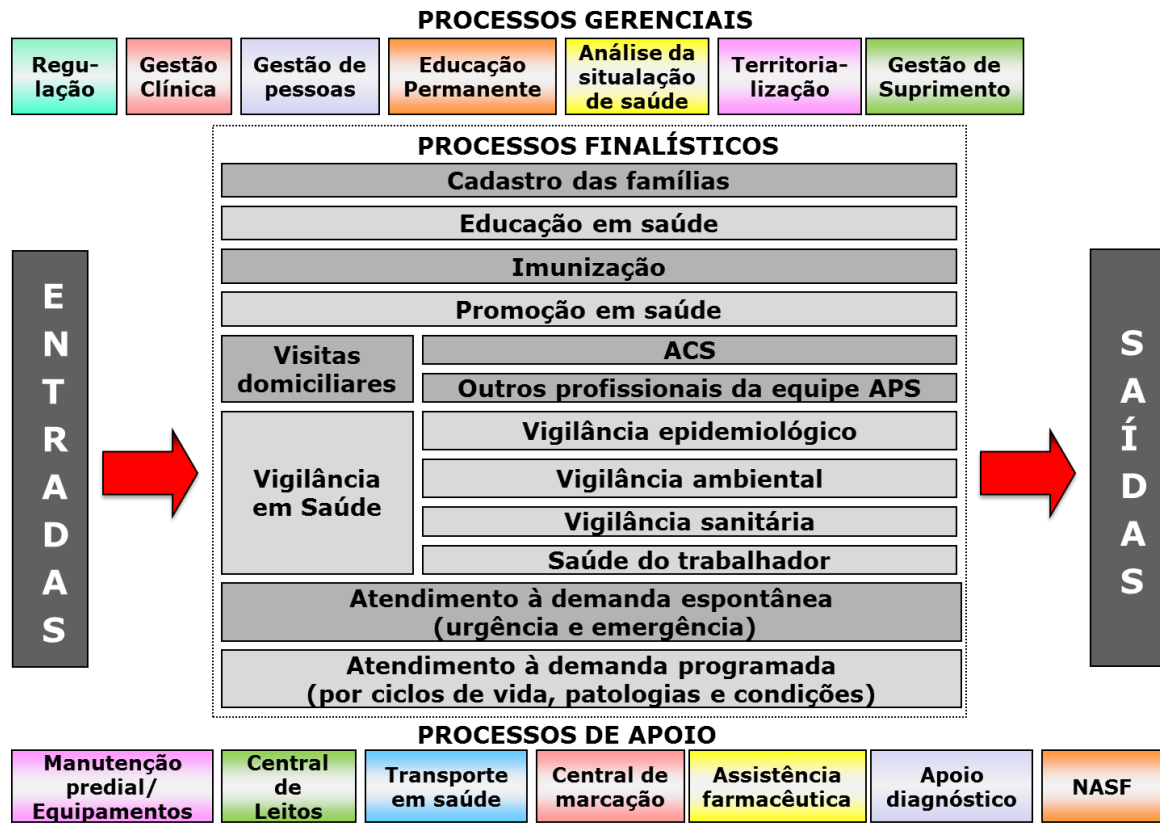 PROCESSOS GERENCIAIS
Regu-
lação
Gestão
Clínica
Gestão de
pessoas
Educação
Permanente
Análise da
situalação
de saúde
Territoria-
lização
Gestão de
Suprimento
PROCESSOS FINALÍSTICOS
Cadastro das famílias
Educação em saúde
Imunização
Promoção em saúde
Visitas
domiciliares
ACS
Outros profissionais da equipe APS
Vigilância
em Saúde
Vigilância epidemiológico
Vigilância ambiental
Vigilância sanitária
Saúde do trabalhador
Atendimento à demanda espontânea
(urgência e emergência)
Atendimento à demanda programada
(por ciclos de vida, patologias e condições)
ENTRADAS
SAÍDAS
PROCESSOS DE APOIO
Manutenção
predial/
Equipamentos
Central
de
Leitos
Transporte
em saúde
Central de
marcação
Assistência
farmacêutica
Apoio
diagnóstico
NASF